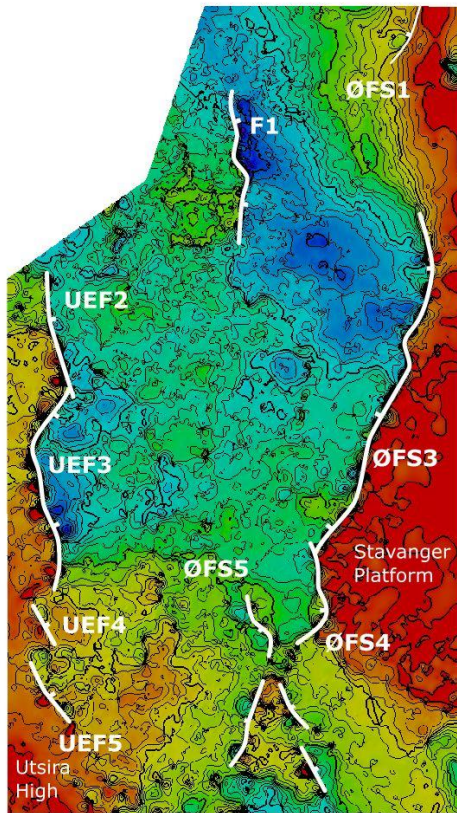 ØFS1
F1
UEF2
UEF3
ØFS3
Stavanger
Platform
ØFS5
UEF4
ØFS4
UEF5
Utsira
High